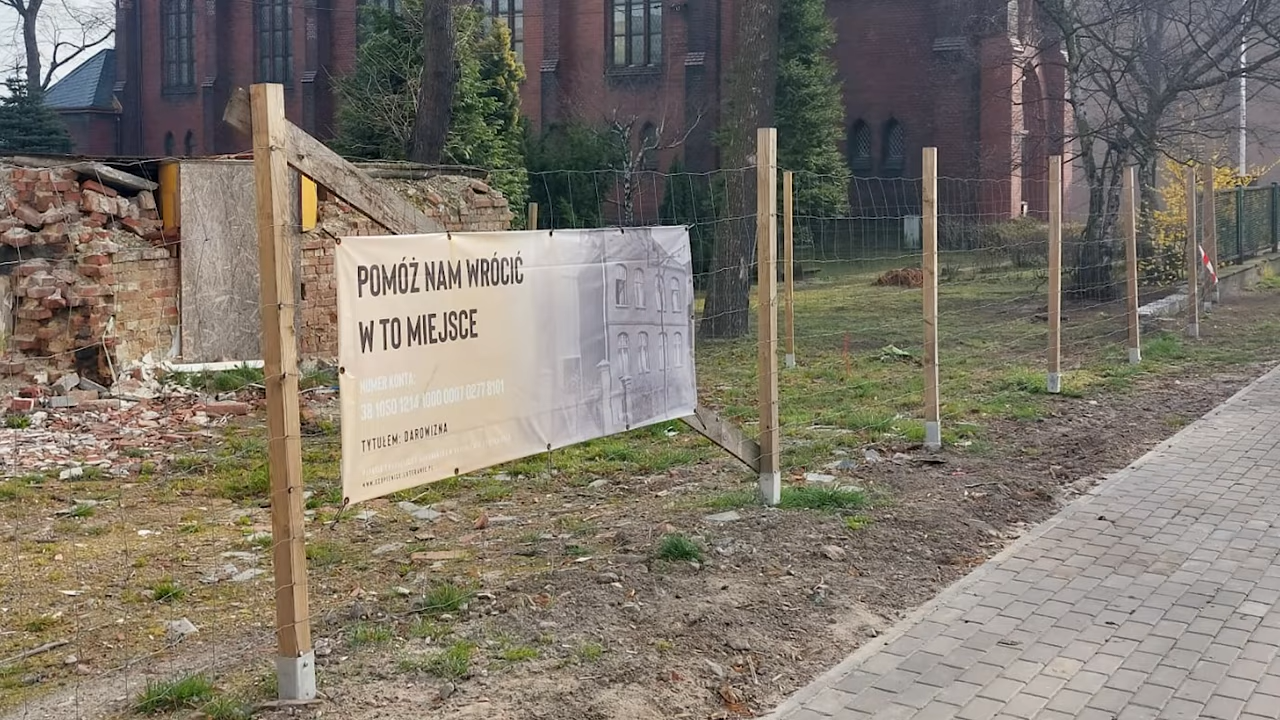 POMÓŻ NAM WRÓCIĆ
W TO MIEJSCE
NUMER KONTA:
38 1050 1214 1000 0007 0277 8101
TYTUŁEM: DAROWIZNA